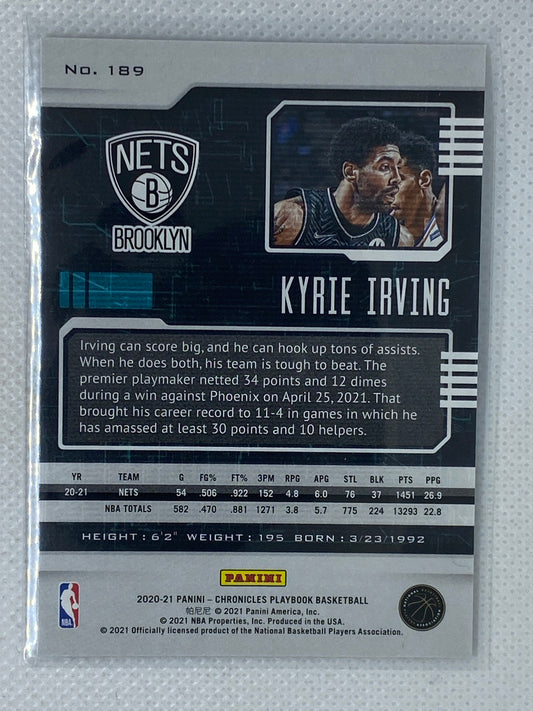 No. 189
NETS
B
BROOKLYN
KYRIE IRVING
Irving can score big, and he can hook up tons of assists.
When he does both, his team is tough to beat. The
premier playmaker netted 34 points and 12 dimes
during a win against Phoenix on April 25, 2021. That
brought his career record to 11-4 in games in which he
has amassed at least 30 points and 10 helpers.
YR TEAM G FG% FT% 3PM RPG APG STL BLK PTS PPG
20-21 NETS 54 .506 .922 152 4.8 6.0 76 37 1451 26.9
NBA TOTALS 582 .470 .881 1271 3.8 5.7 775 224 13293 22.8
HEIGHT : 6'2" WEIGHT : 195 BORN : 3/23/1992
PANINI
2020-21 PANINI – CHRONICLES PLAYBOOK BASKETBALL
帕尼尼 © 2021 Panini America, Inc.
© 2021 NBA Properties, Inc. Produced in the USA.
© 2021 Officially licensed product of the National Basketball Players Association.
NBA